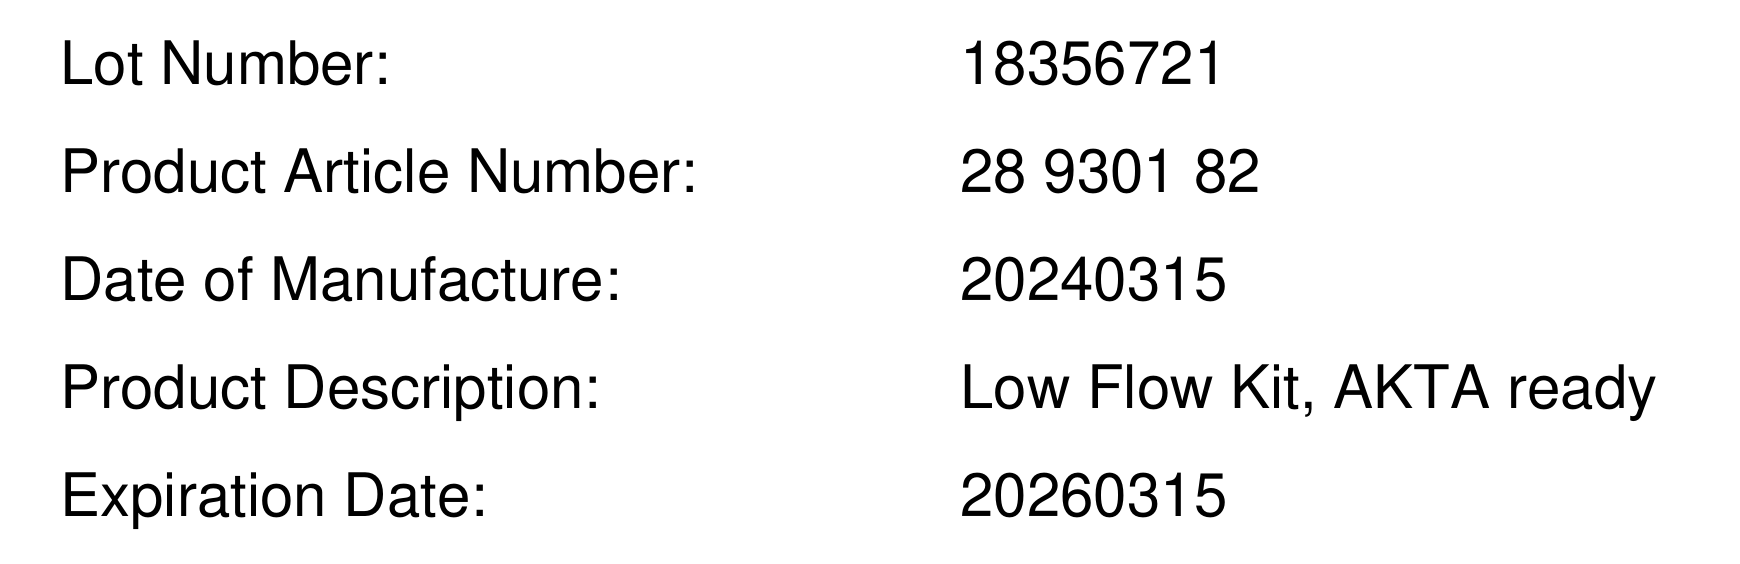 Lot Number: 18356721
Product Article Number: 28 9301 82
Date of Manufacture: 20240315
Product Description: Low Flow Kit, AKTA ready
Expiration Date: 20260315